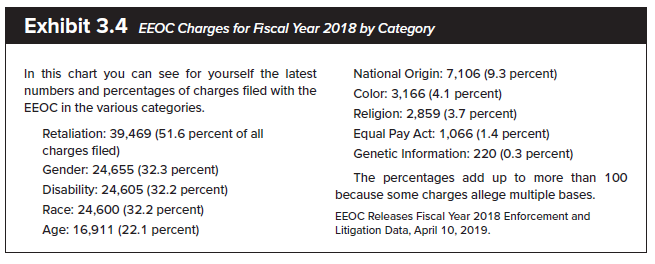 Exhibit 3.4 EEOC Charges for Fiscal Year 2018 by Category
In this chart you can see for yourself the latest
numbers and percentages of charges filed with the
EEOC in the various categories.
Retaliation: 39,469 (51.6 percent of all
charges filed)
Gender: 24,655 (32.3 percent)
Disability: 24,605 (32.2 percent)
Race: 24,600 (32.2 percent)
Age: 16,911 (22.1 percent)
National Origin: 7,106 (9.3 percent)
Color: 3,166 (4.1 percent)
Religion: 2,859 (3.7 percent)
Equal Pay Act: 1,066 (1.4 percent)
Genetic Information: 220 (0.3 percent)
The percentages add up to more than 100
because some charges allege multiple bases.
EEOC Releases Fiscal Year 2018 Enforcement and
Litigation Data, April 10, 2019.